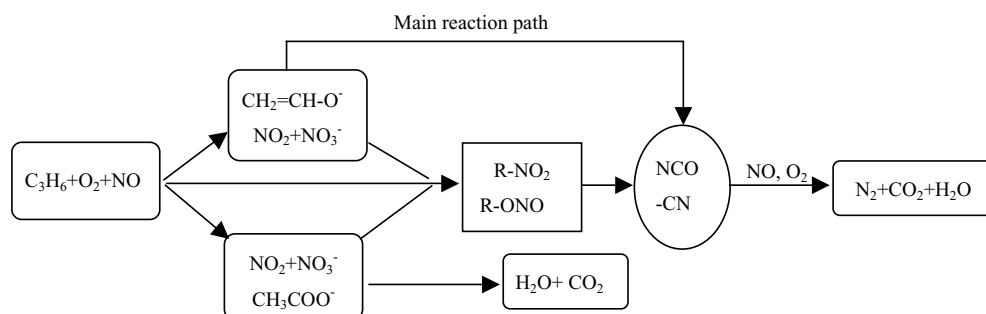 Main reaction path
CH₂=CH-O⁻
NO₂+NO₃⁻
C₃H₆+O₂+NO
R-NO₂
R-ONO
NCO
-CN
NO, O₂
N₂+CO₂+H₂O
NO₂+NO₃⁻
CH₃COO⁻
H₂O+ CO₂